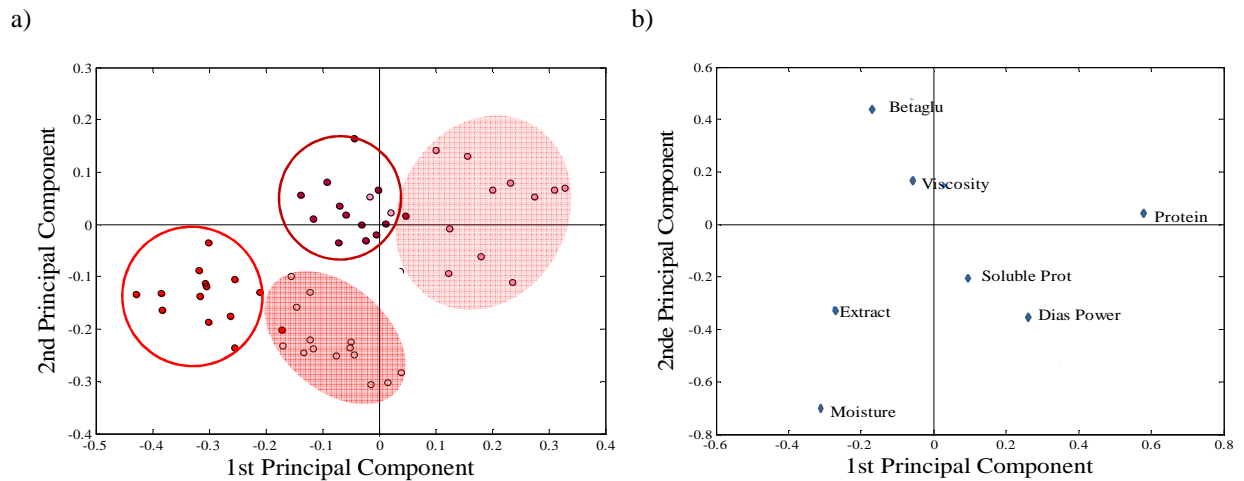 a)
b)
0.3
0.2
0.1
0
-0.1
-0.2
-0.3
-0.4
2nd Principal Component
-0.5 -0.4 -0.3 -0.2 -0.1 0 0.1 0.2 0.3 0.4
1st Principal Component
0.6
0.4
0.2
0
-0.2
-0.4
-0.6
-0.8
2nde Principal Component
Betaglu
Viscosity
Protein
Soluble Prot
Extract
Dias Power
Moisture
-0.8 -0.6 -0.4 -0.2 0 0.2 0.4 0.6 0.8
1st Principal Component